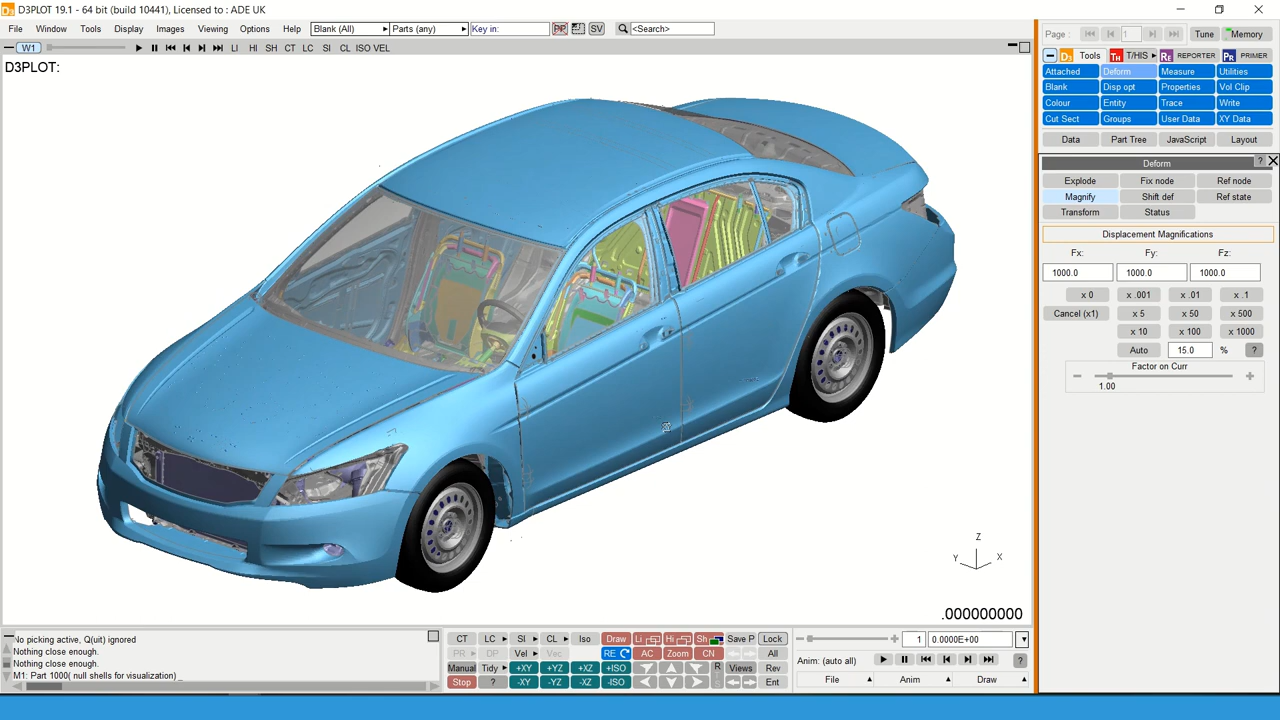 D3PLOT 19.1 - 64 bit (build 10441), Licensed to : ADE UK
File Window Tools Display Images Viewing Options Help Blank (All) Parts (any) Key in: SV <Search>
W1 LI HI SH CT LC SI CL ISO VEL
D3PLOT:
Page : 1 Tune Memory
D3 Tools TH T/HIS RE REPORTER PR PRIMER
Attached Deform Measure Utilities
Blank Disp opt Properties Vol Clip
Colour Entity Trace Write
Cut Sect Groups User Data XY Data
Data Part Tree JavaScript Layout
Deform ?
Explode Fix node Ref node
Magnify Shift def Ref state
Transform Status
Displacement Magnifications
Fx: Fy: Fz:
1000.0 1000.0 1000.0
x 0 x .001 x .01 x .1
Cancel (x1) x 5 x 50 x 500
x 10 x 100 x 1000
Auto 15.0 % ?
Factor on Curr
1.00
Z
Y X
.000000000
No picking active, Q(uit) ignored
Nothing close enough.
Nothing close enough.
M1: Part 1000( null shells for visualization)_
CT LC SI CL Iso Draw Li Hi Sh Save P Lock
PR DP Vel Vec RE AC Zoom CN All
Manual Tidy +XY +YZ +XZ +ISO Views Rev
Stop ? -XY -YZ -XZ -ISO Ent
1 0.0000E+00
Anim: (auto all) ?
File Anim Draw